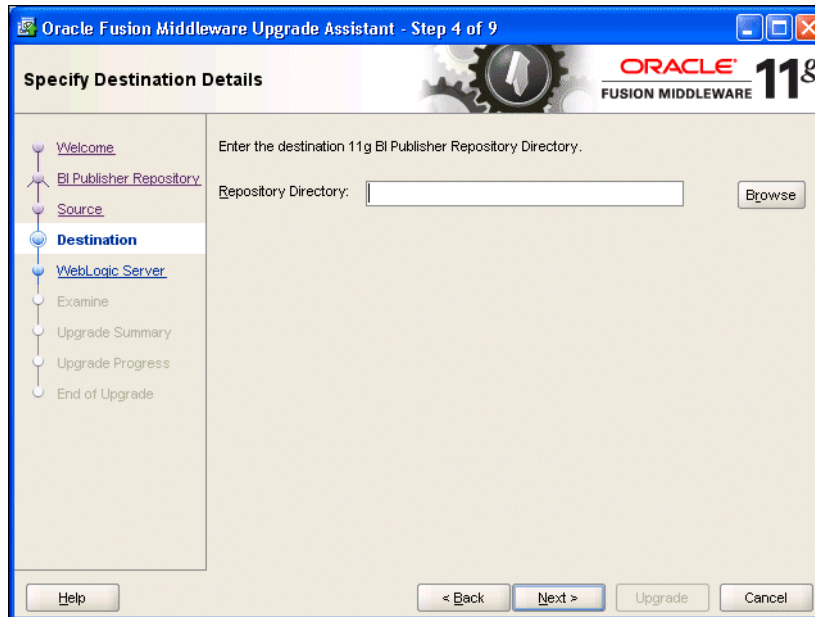 Oracle Fusion Middleware Upgrade Assistant - Step 4 of 9
Specify Destination Details
ORACLE
FUSION MIDDLEWARE
11g
Welcome
BI Publisher Repository
Source
Destination
WebLogic Server
Examine
Upgrade Summary
Upgrade Progress
End of Upgrade
Enter the destination 11g BI Publisher Repository Directory.
Repository Directory:
Browse
Help
< Back
Next >
Upgrade
Cancel